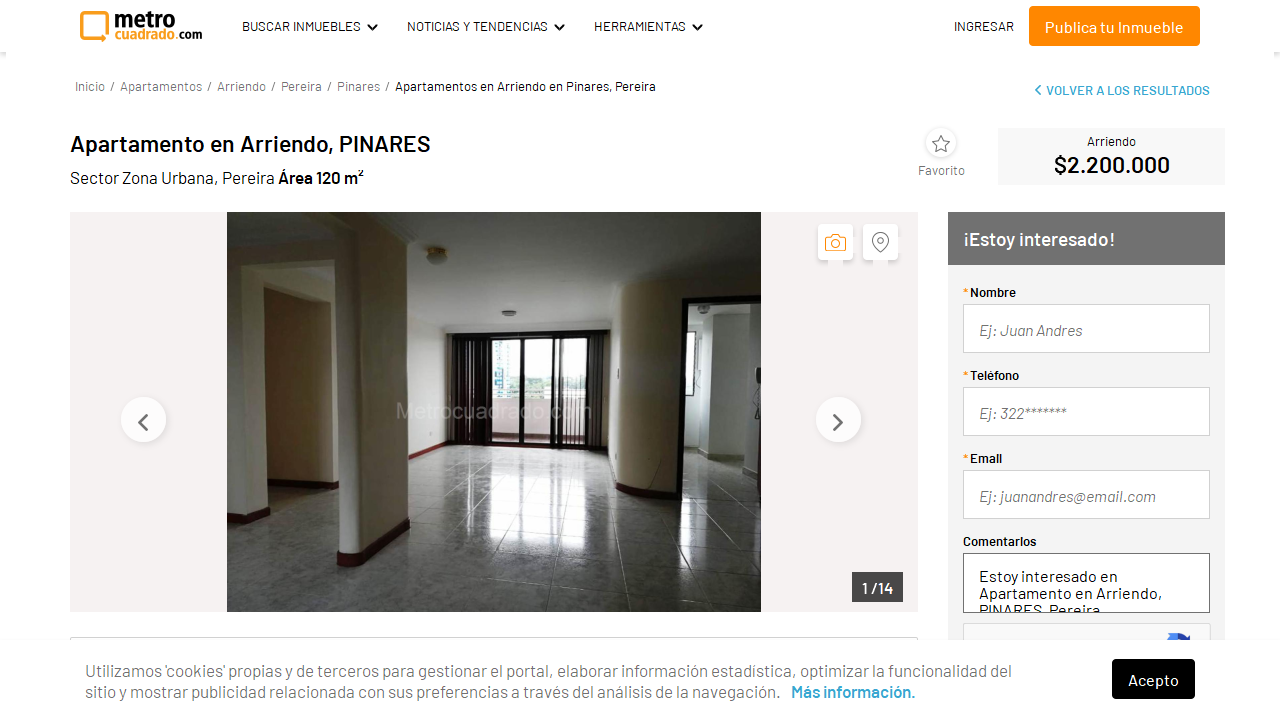 metro
cuadrado.com
BUSCAR INMUEBLES
NOTICIAS Y TENDENCIAS
HERRAMIENTAS
INGRESAR
Publica tu Inmueble
Inicio / Apartamentos / Arriendo / Pereira / Pinares / Apartamentos en Arriendo en Pinares, Pereira
VOLVER A LOS RESULTADOS
Apartamento en Arriendo, PINARES
Sector Zona Urbana, Pereira Área 120 m²
Favorito
Arriendo
$2.200.000
Metrocuadrado.com
1 /14
¡Estoy interesado!
*Nombre
Ej: Juan Andres
*Teléfono
Ej: 322*******
*Email
Ej: juanandres@email.com
Comentarios
Estoy interesado en
Apartamento en Arriendo,
PINARES, Pereira
Utilizamos 'cookies' propias y de terceros para gestionar el portal, elaborar información estadística, optimizar la funcionalidad del
sitio y mostrar publicidad relacionada con sus preferencias a través del análisis de la navegación. Más información.
Acepto